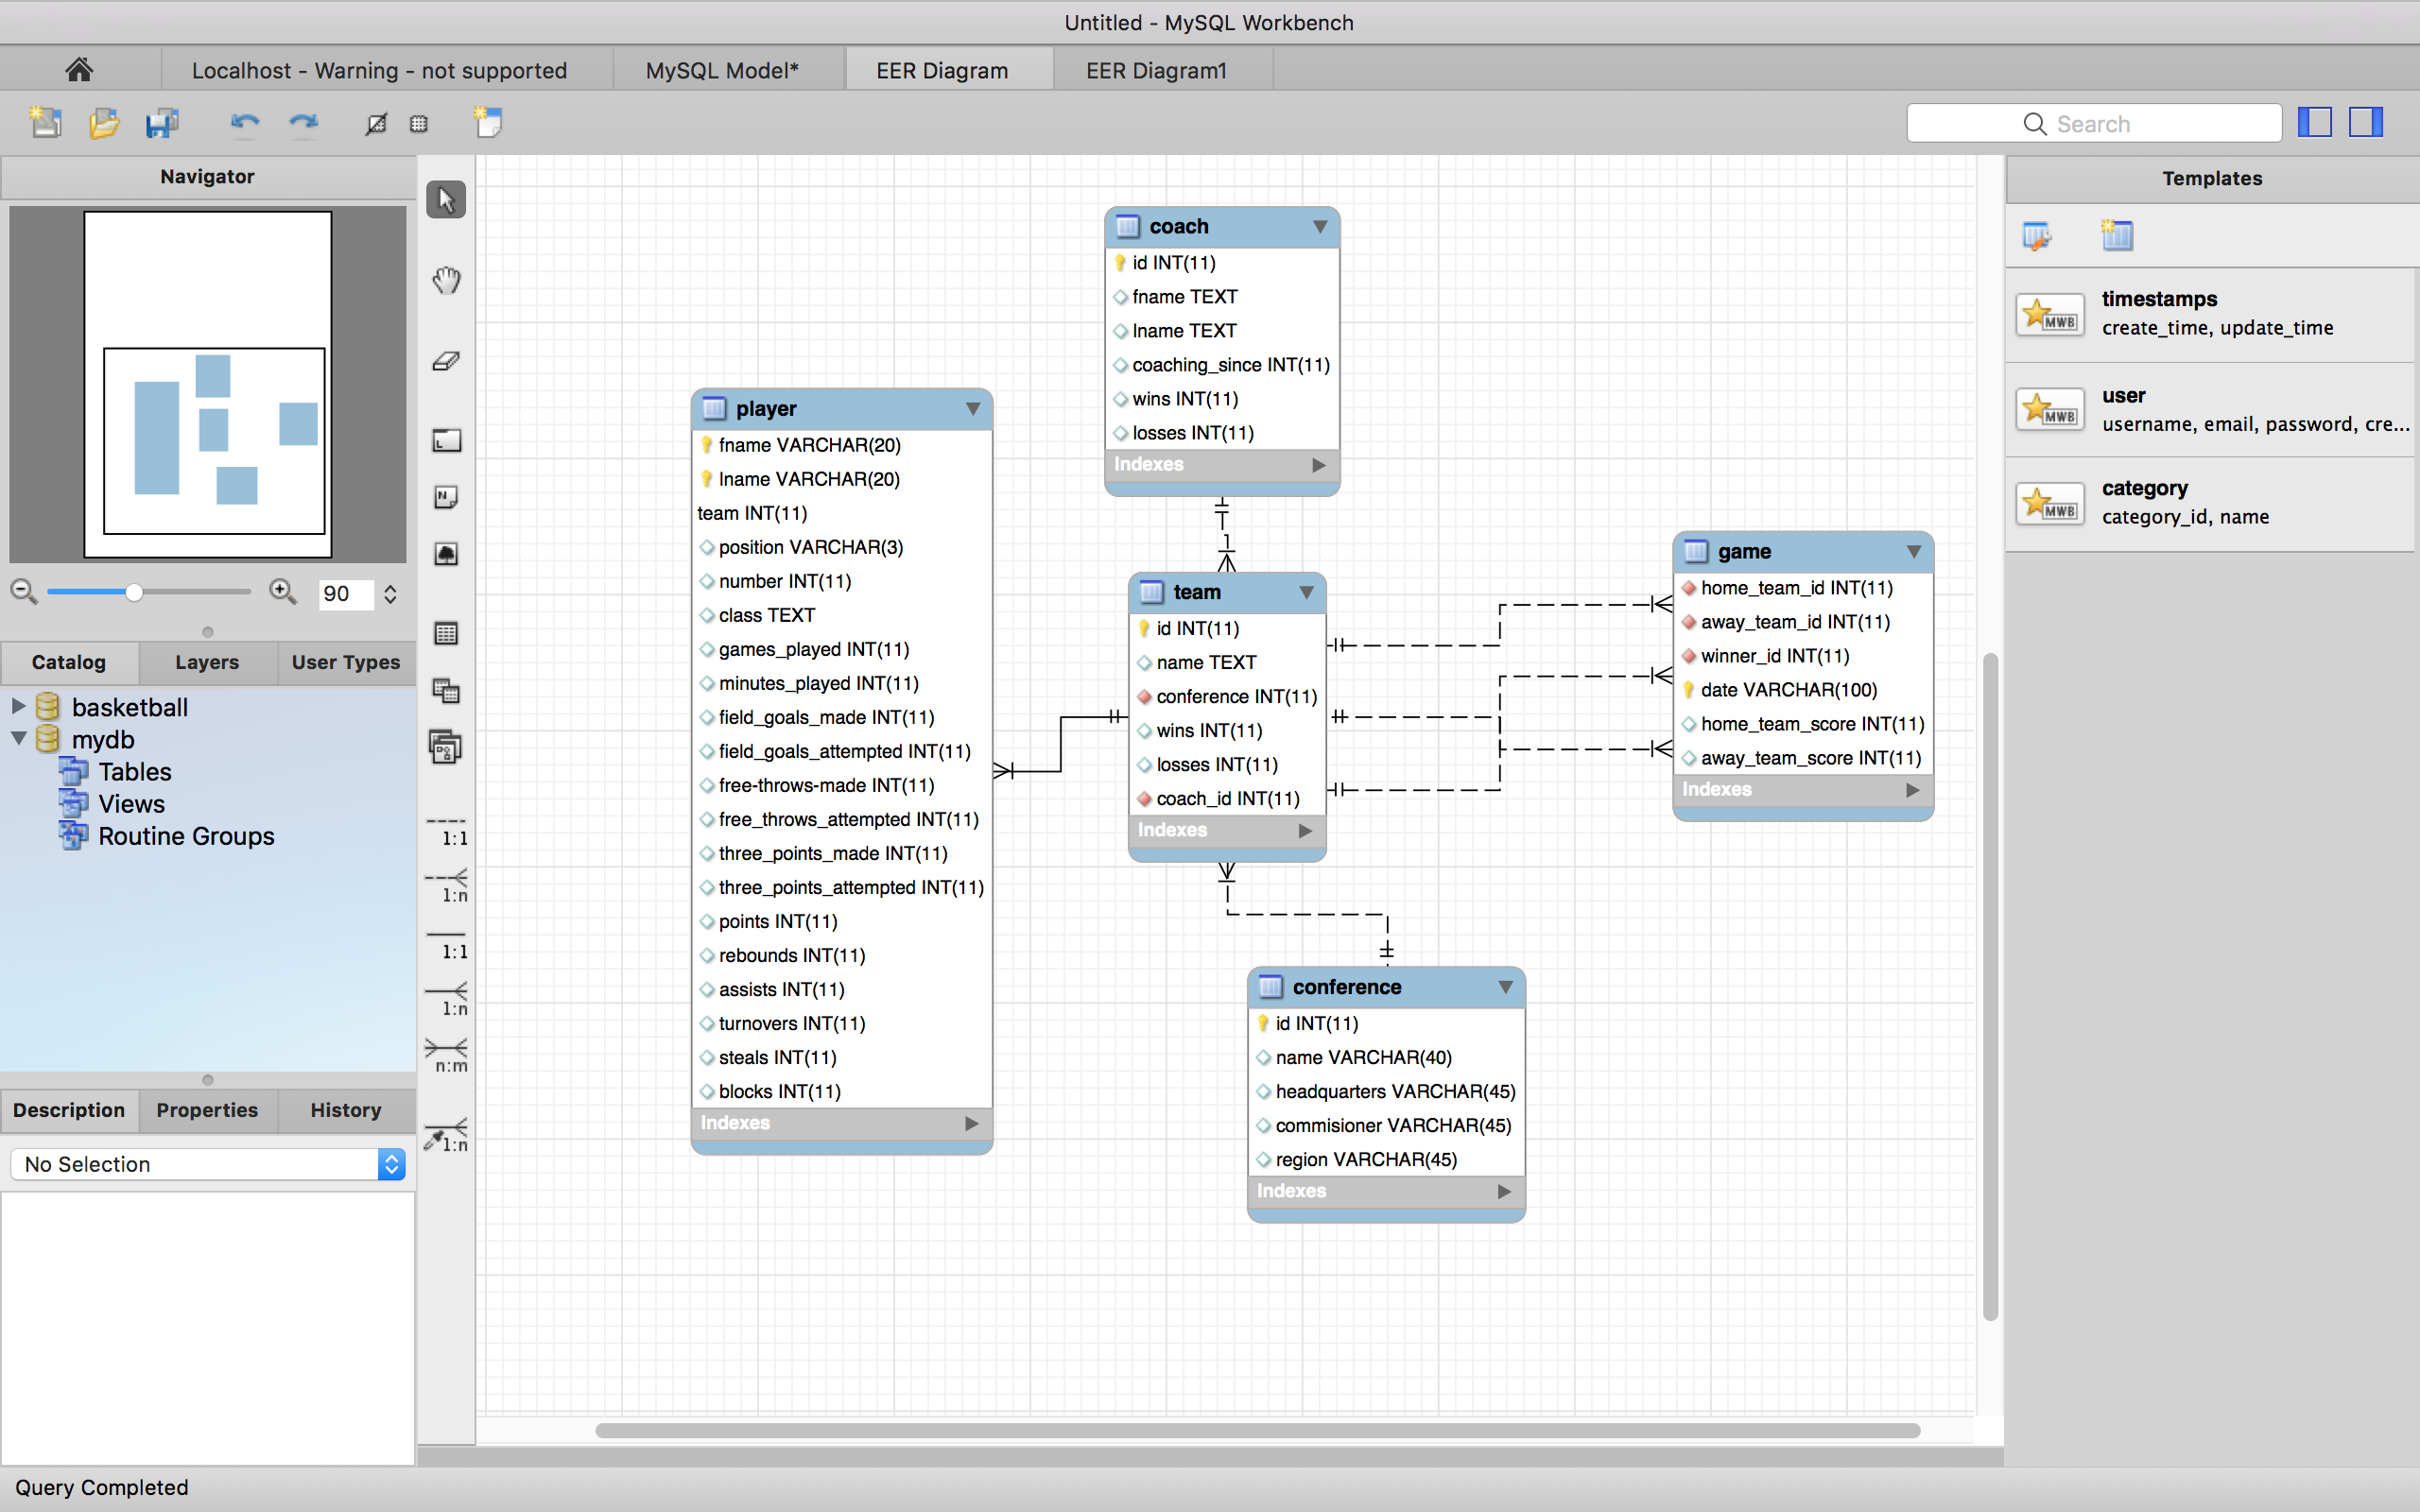 Untitled - MySQL Workbench
Localhost - Warning - not supported
MySQL Model*
EER Diagram
EER Diagram1
Search
Navigator
90
Catalog
Layers
User Types
basketball
mydb
Tables
Views
Routine Groups
Description
Properties
History
No Selection
L
N
1:1
1:n
1:1
1:n
n:m
1:n
coach
id INT(11)
fname TEXT
lname TEXT
coaching_since INT(11)
wins INT(11)
losses INT(11)
Indexes
player
fname VARCHAR(20)
lname VARCHAR(20)
team INT(11)
position VARCHAR(3)
number INT(11)
class TEXT
games_played INT(11)
minutes_played INT(11)
field_goals_made INT(11)
field_goals_attempted INT(11)
free-throws-made INT(11)
free_throws_attempted INT(11)
three_points_made INT(11)
three_points_attempted INT(11)
points INT(11)
rebounds INT(11)
assists INT(11)
turnovers INT(11)
steals INT(11)
blocks INT(11)
Indexes
team
id INT(11)
name TEXT
conference INT(11)
wins INT(11)
losses INT(11)
coach_id INT(11)
Indexes
game
home_team_id INT(11)
away_team_id INT(11)
winner_id INT(11)
date VARCHAR(100)
home_team_score INT(11)
away_team_score INT(11)
Indexes
conference
id INT(11)
name VARCHAR(40)
headquarters VARCHAR(45)
commisioner VARCHAR(45)
region VARCHAR(45)
Indexes
Templates
MWB
timestamps
create_time, update_time
MWB
user
username, email, password, cre...
MWB
category
category_id, name
Query Completed